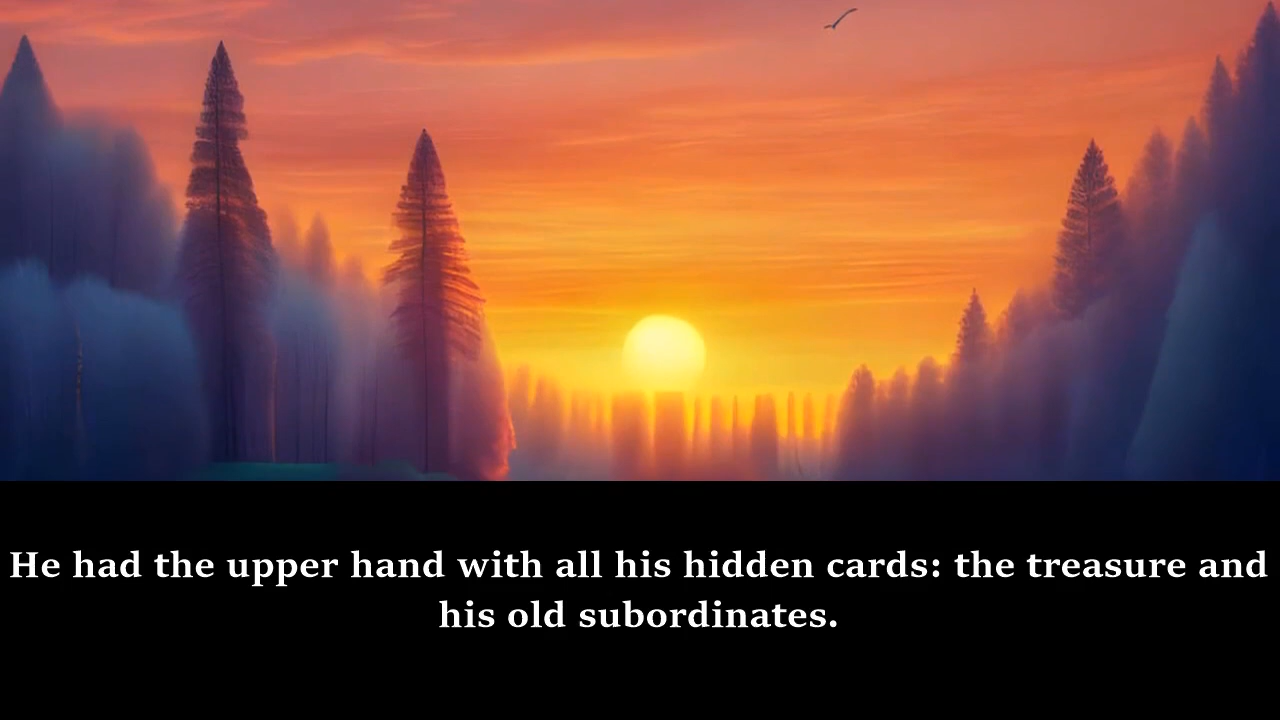 He had the upper hand with all his hidden cards: the treasure and
his old subordinates.